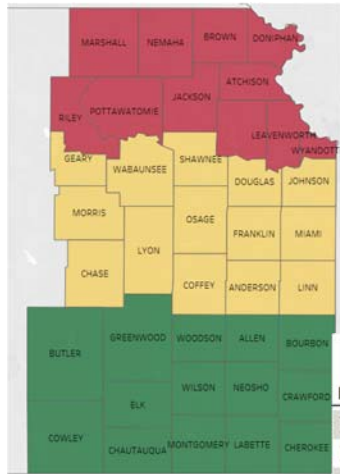 MARSHALL NEMAHA BROWN DONIPHAN
ATCHISON
RILEY POTTAWATOMIE JACKSON
LEAVENWORTH
WYANDOTT
GEARY WABAUNSEE SHAWNEE DOUGLAS JOHNSON
MORRIS LYON OSAGE FRANKLIN MIAMI
CHASE COFFEY ANDERSON LINN
BUTLER GREENWOOD WOODSON ALLEN BOURBON
ELK WILSON NEOSHO CRAWFORD
COWLEY CHAUTAUQUA MONTGOMERY LABETTE CHEROKEE